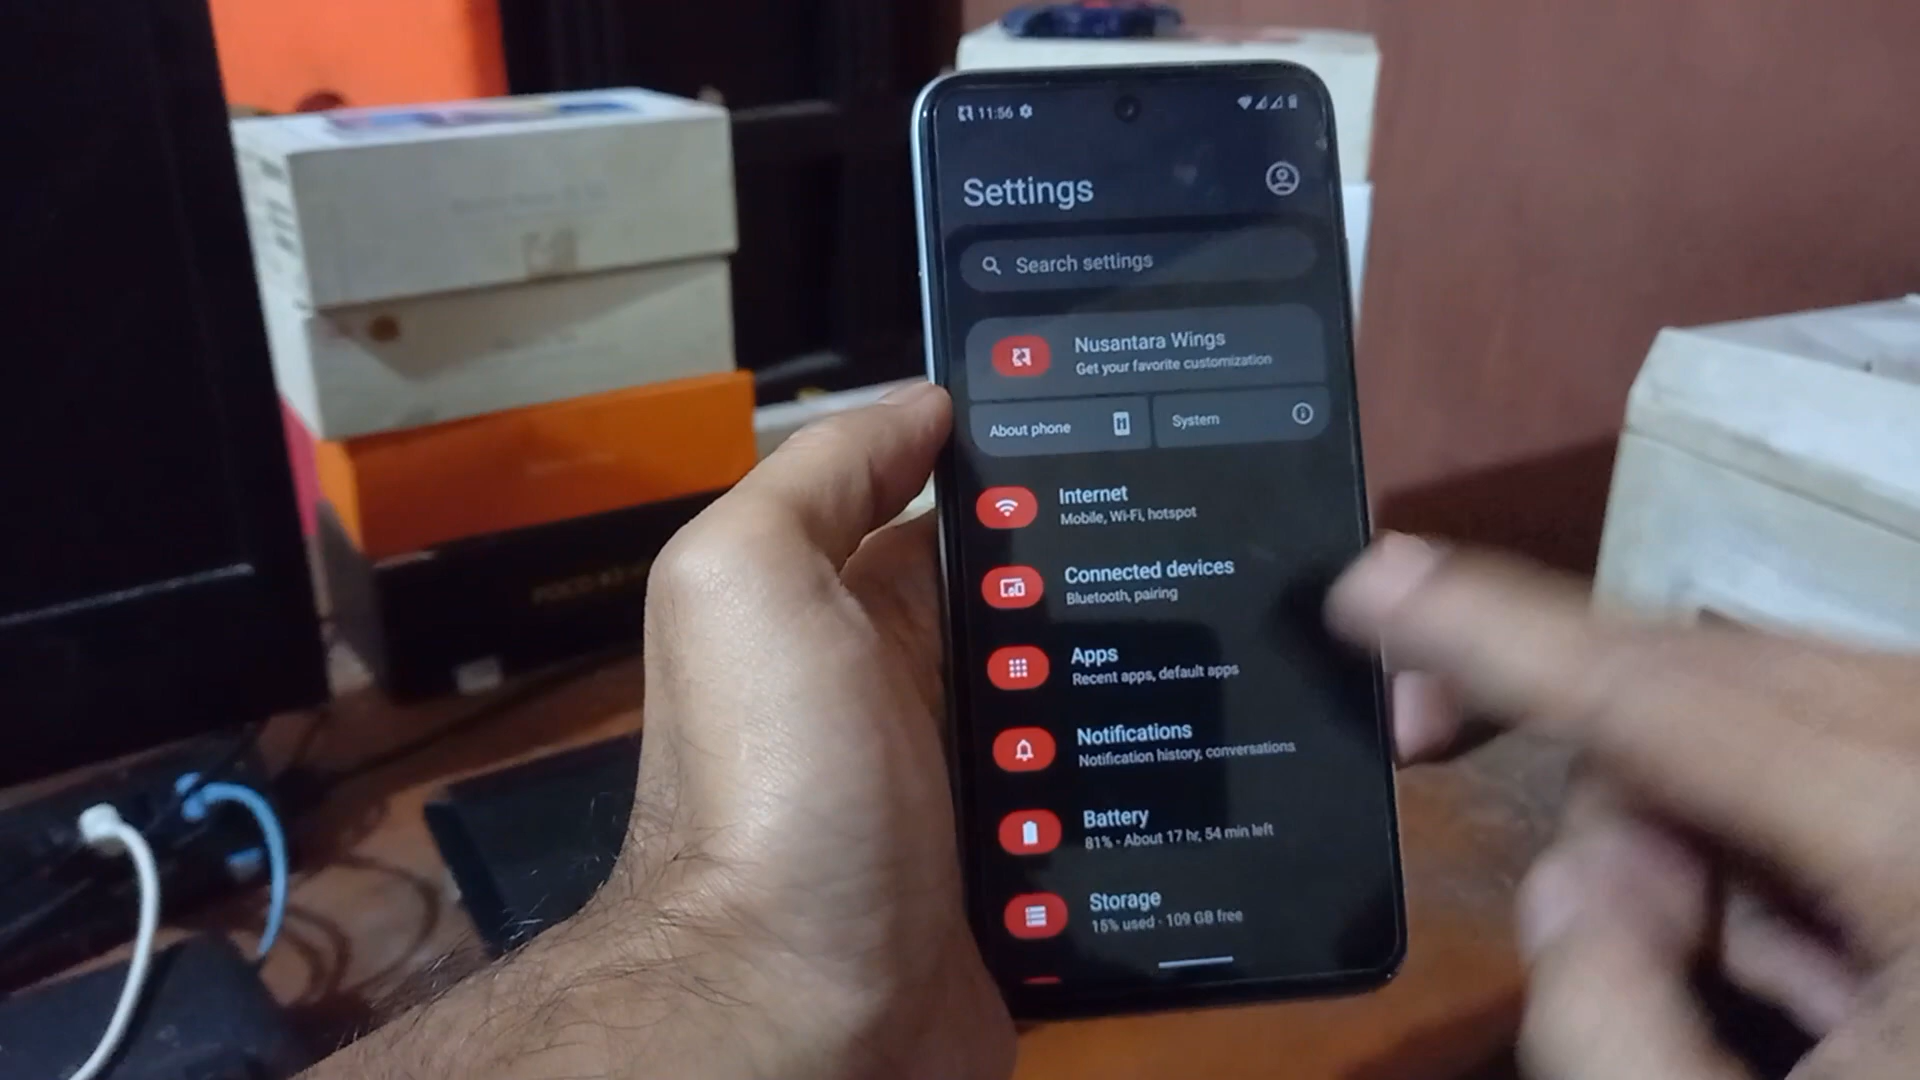 11:56
Settings
Search settings
Nusantara Wings
Get your favorite customization
About phone
System
Internet
Mobile, Wi-Fi, hotspot
Connected devices
Bluetooth, pairing
Apps
Recent apps, default apps
Notifications
Notification history, conversations
Battery
81% - About 17 hr, 54 min left
Storage
15% used - 109 GB free
POCO